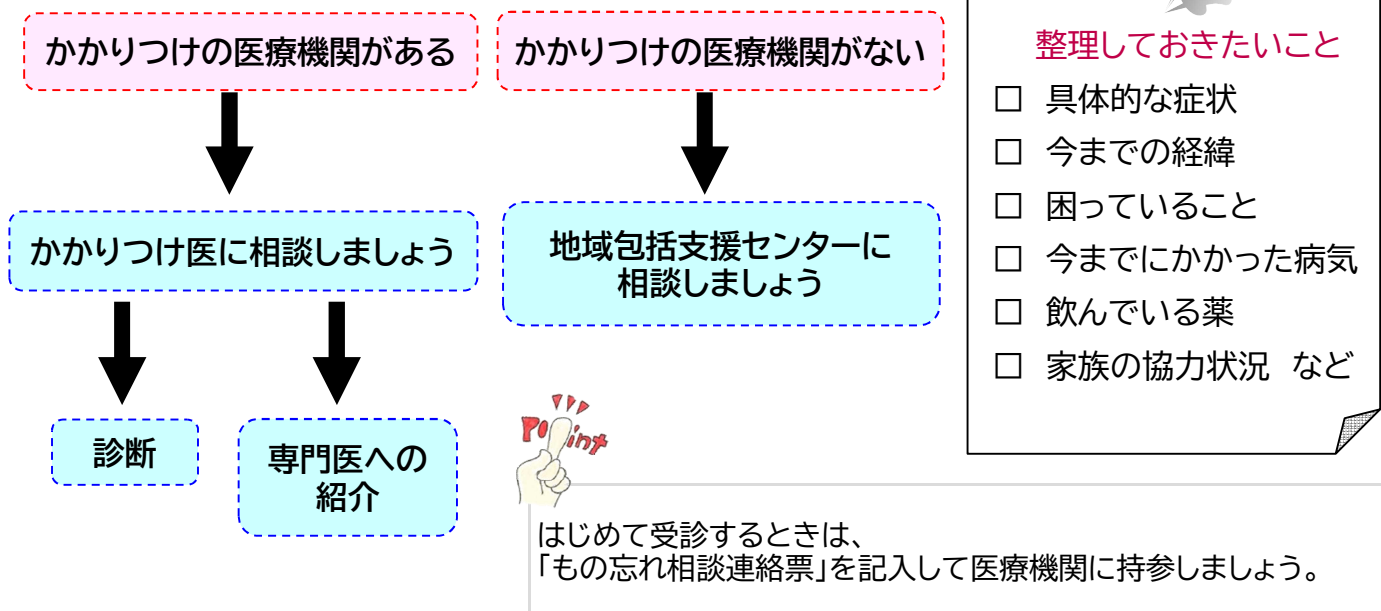 かかりつけの医療機関がある
かかりつけの医療機関がない
かかりつけ医に相談しましょう
地域包括支援センターに
相談しましょう
診断
専門医への
紹介
整理しておきたいこと
□ 具体的な症状
□ 今までの経緯
□ 困っていること
□ 今までにかかった病気
□ 飲んでいる薬
□ 家族の協力状況 など
Point
はじめて受診するときは、
「もの忘れ相談連絡票」を記入して医療機関に持参しましょう。